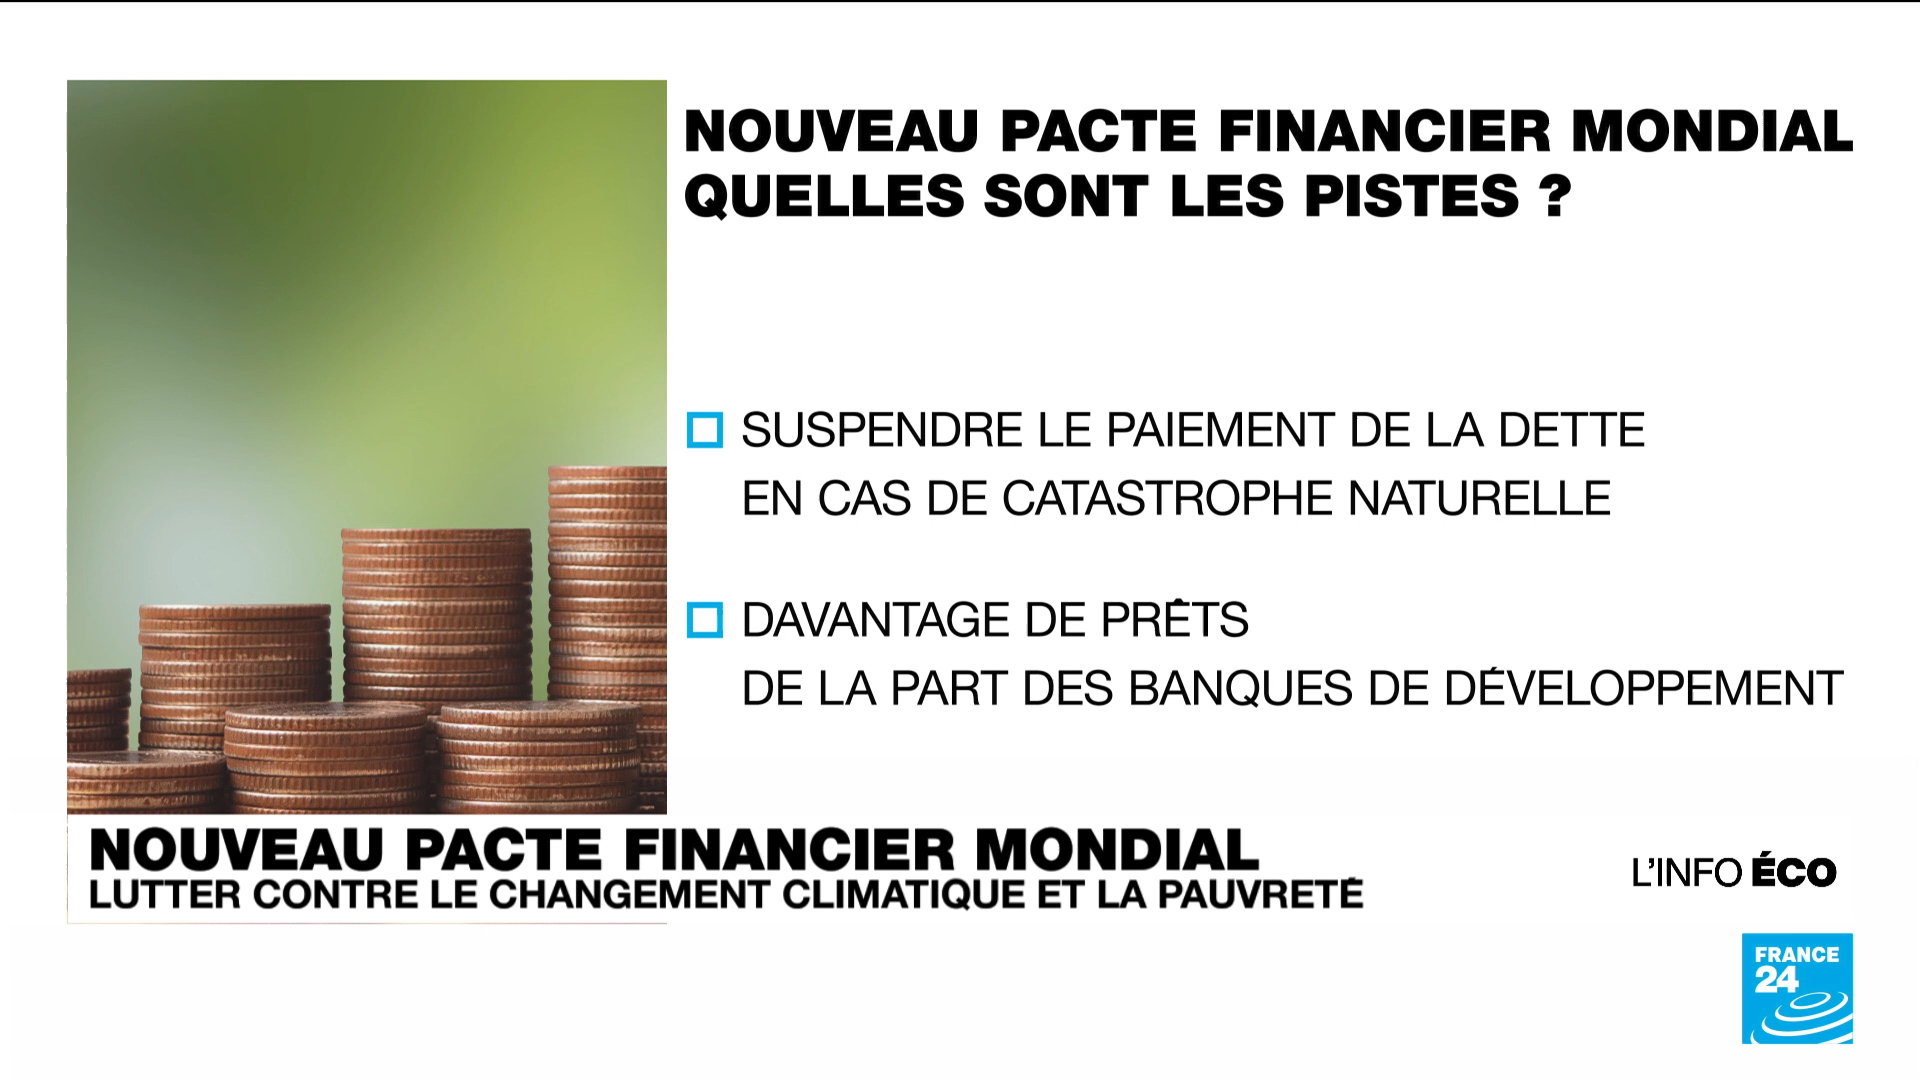 NOUVEAU PACTE FINANCIER MONDIAL
QUELLES SONT LES PISTES ?
SUSPENDRE LE PAIEMENT DE LA DETTE
EN CAS DE CATASTROPHE NATURELLE
DAVANTAGE DE PRÊTS
DE LA PART DES BANQUES DE DÉVELOPPEMENT
NOUVEAU PACTE FINANCIER MONDIAL
LUTTER CONTRE LE CHANGEMENT CLIMATIQUE ET LA PAUVRETÉ
L'INFO ÉCO
FRANCE
24